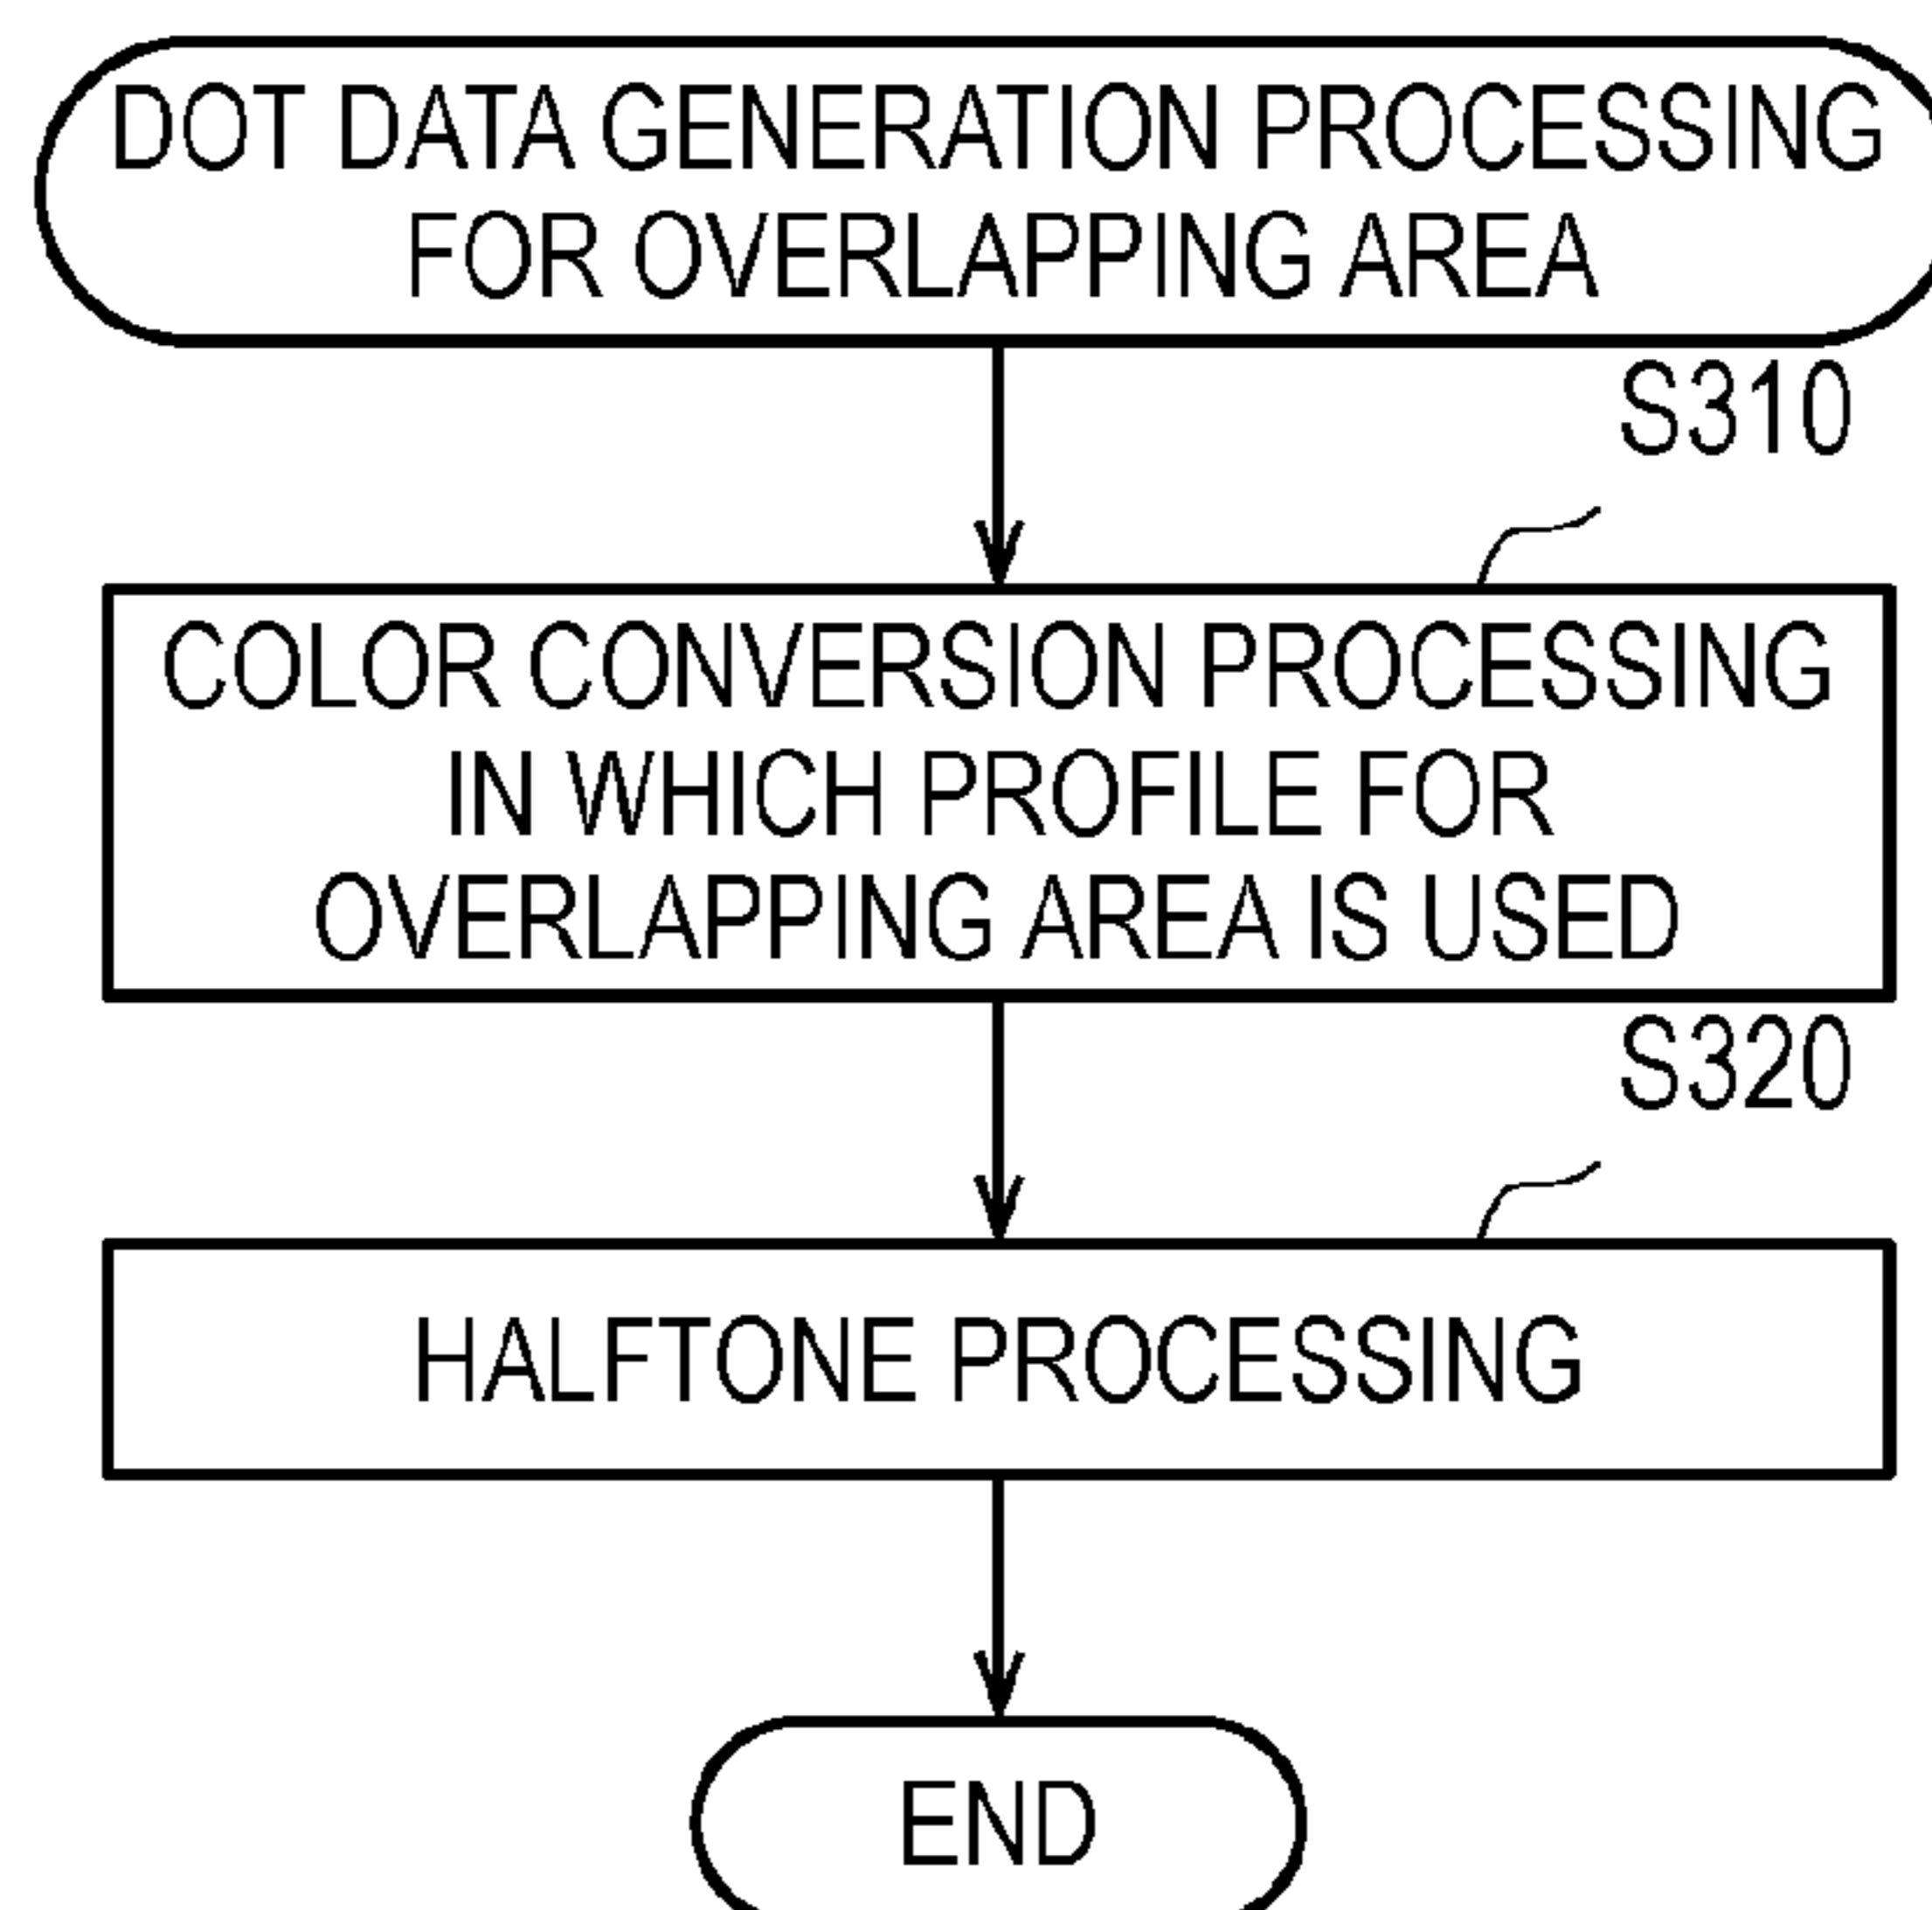 DOT DATA GENERATION PROCESSING
FOR OVERLAPPING AREA
S310
COLOR CONVERSION PROCESSING
IN WHICH PROFILE FOR
OVERLAPPING AREA IS USED
S320
HALFTONE PROCESSING
END